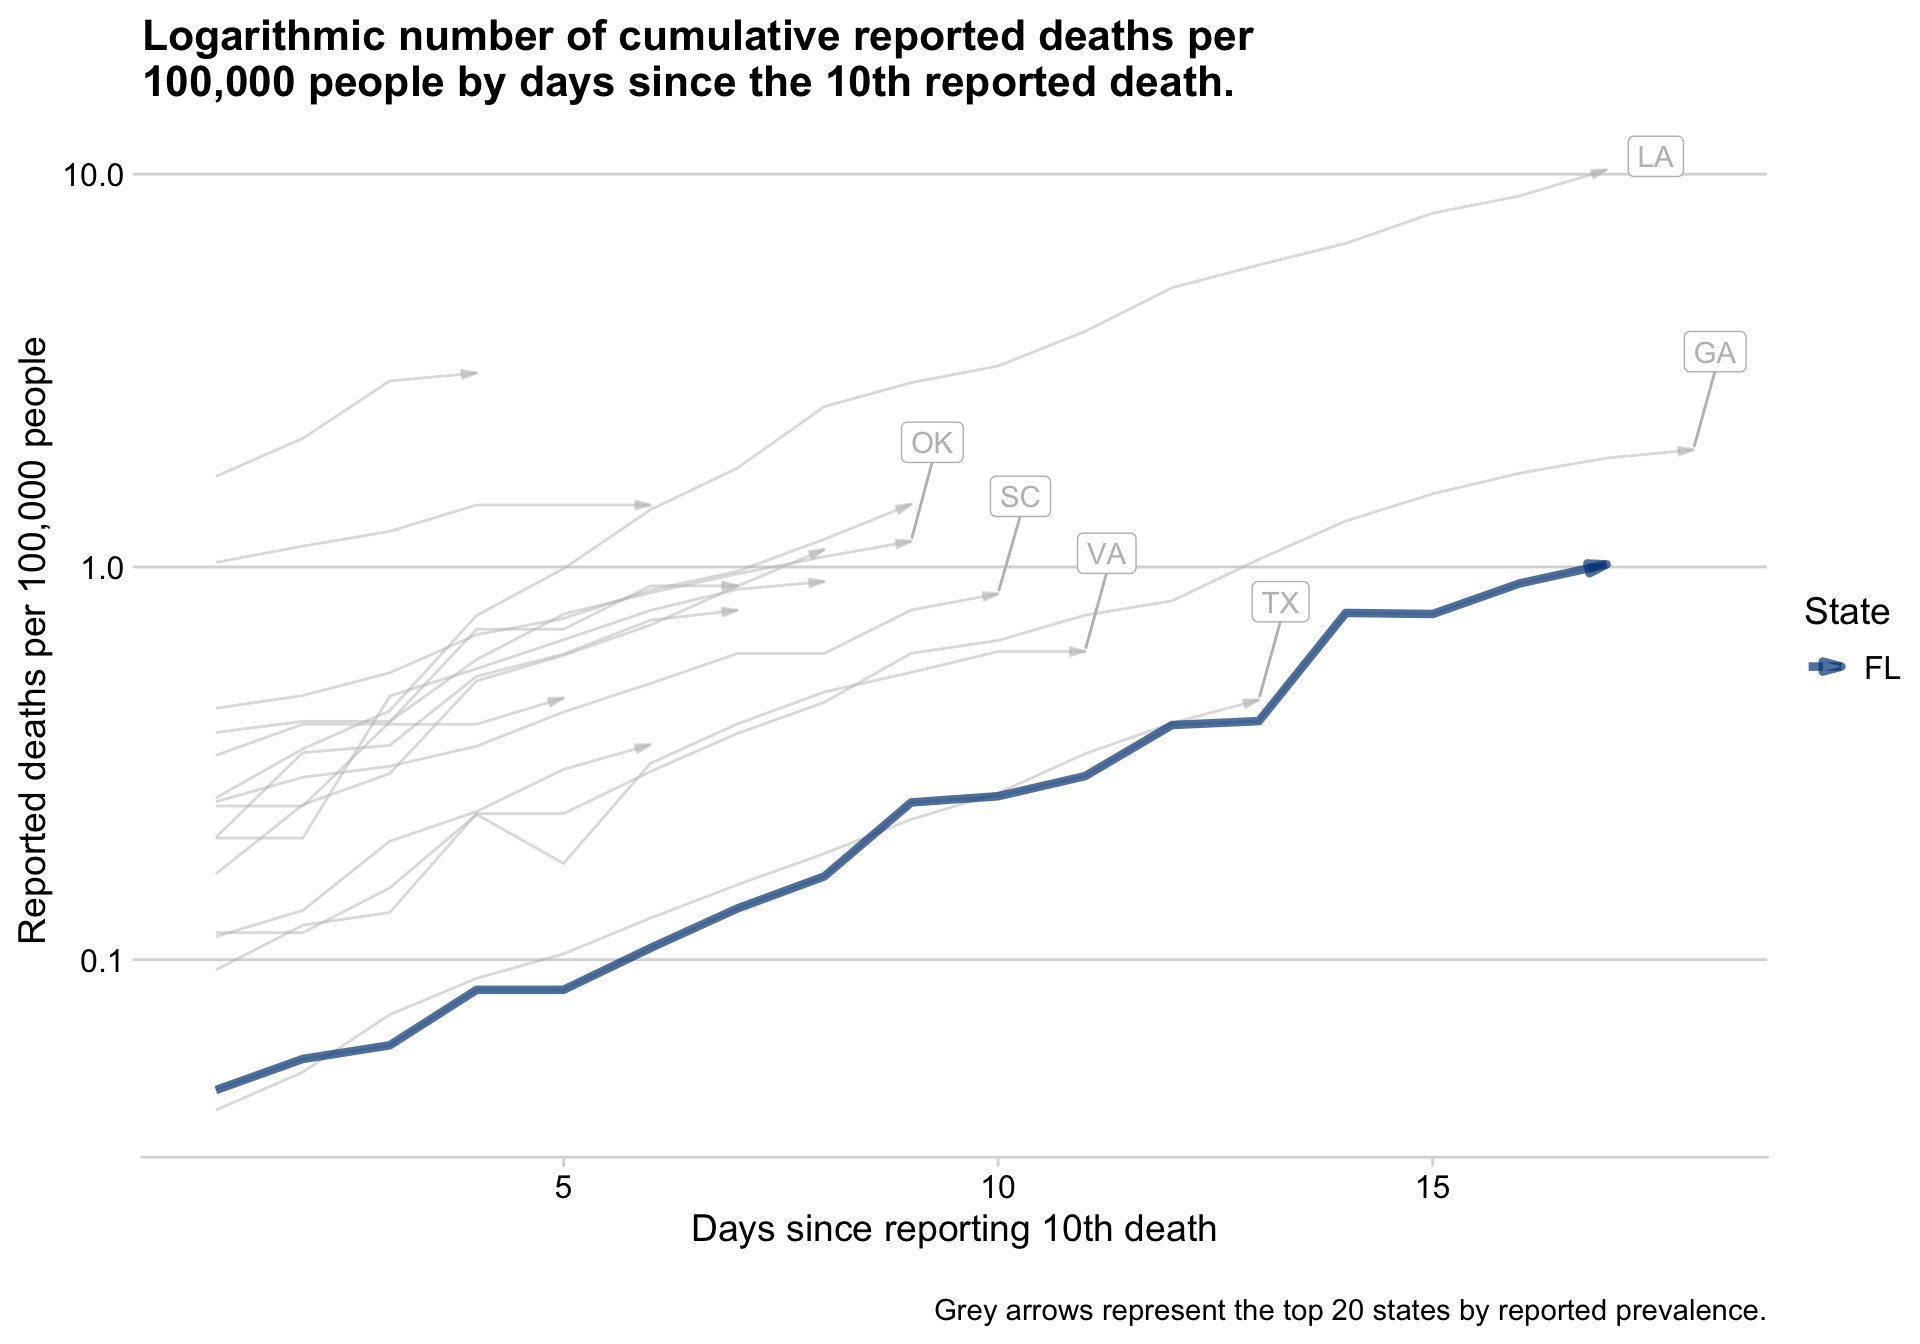 Logarithmic number of cumulative reported deaths per
100,000 people by days since the 10th reported death.
10.0
1.0
0.1
Reported deaths per 100,000 people
LA
GA
OK
SC
VA
TX
State
FL
5
10
15
Days since reporting 10th death
Grey arrows represent the top 20 states by reported prevalence.